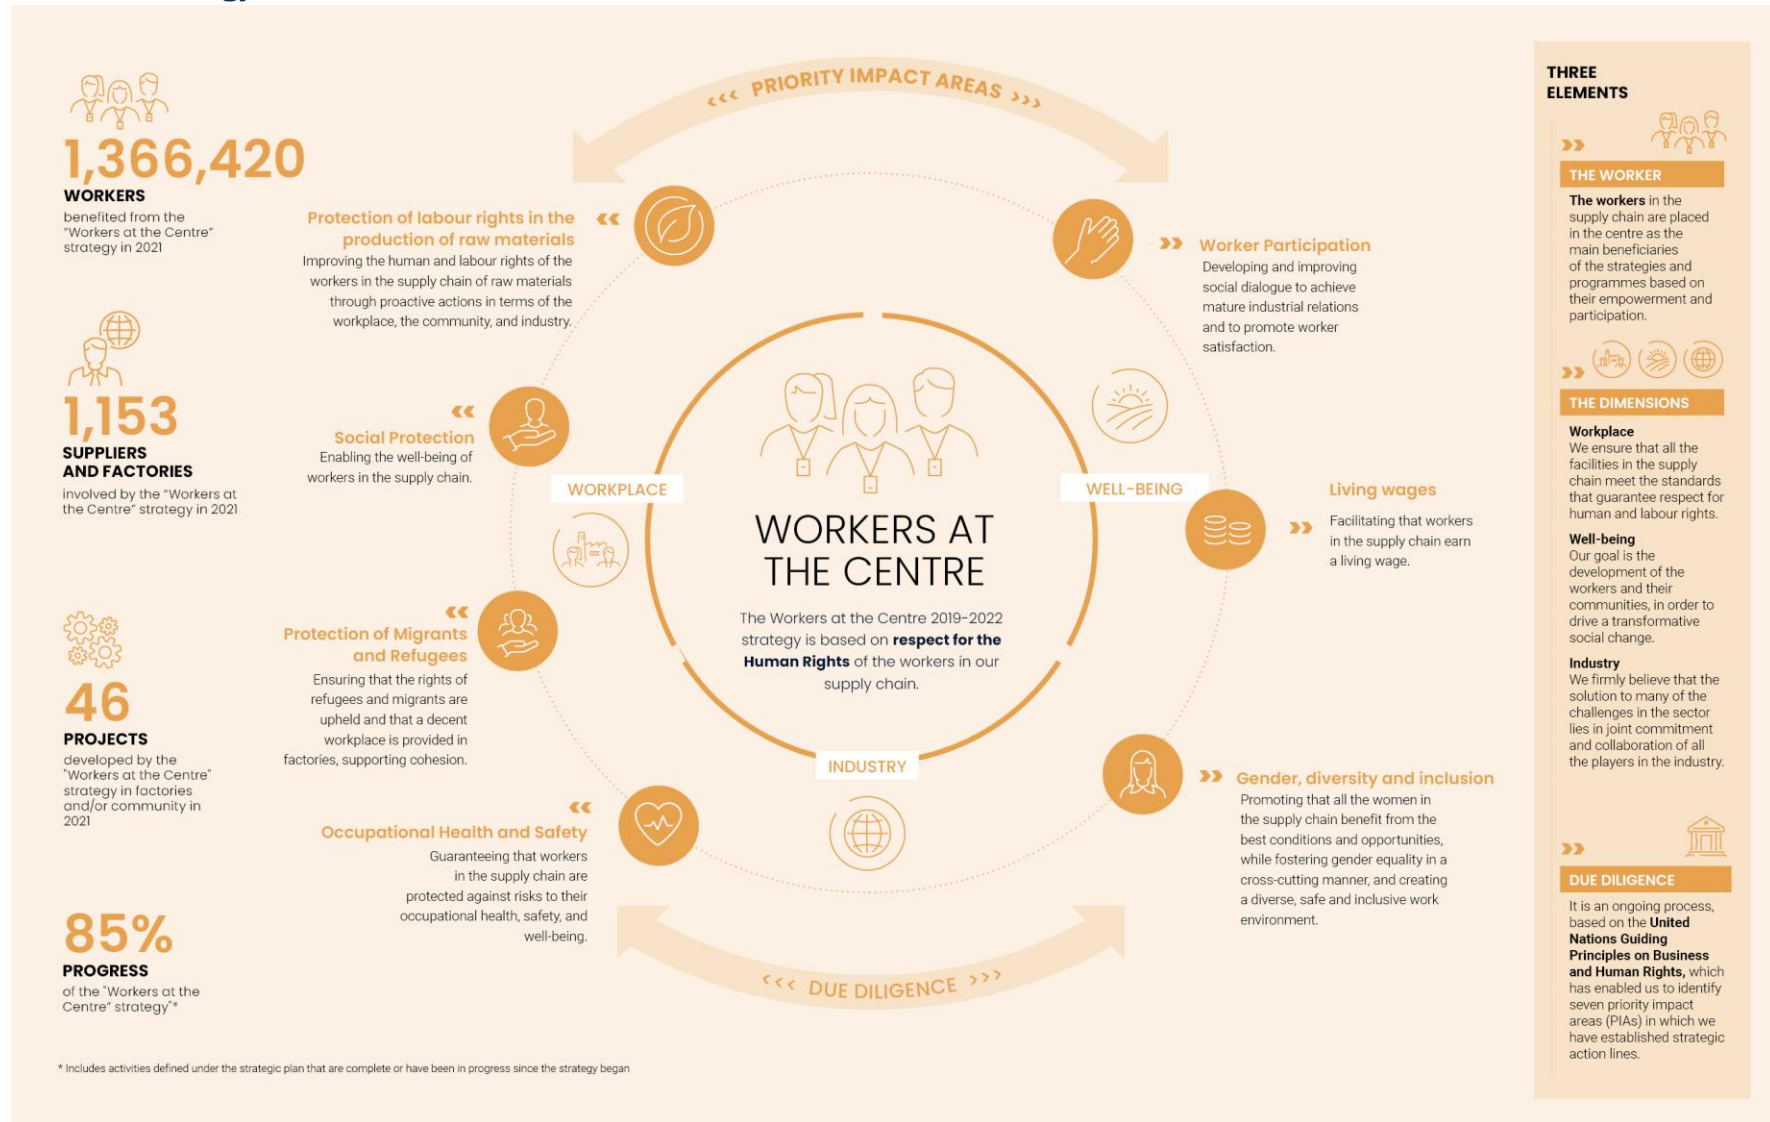 <<< PRIORITY IMPACT AREAS >>>
1,366,420
WORKERS
benefited from the
"Workers at the Centre"
strategy in 2021
1,153
SUPPLIERS
AND FACTORIES
involved by the "Workers at
the Centre" strategy in 2021
46
PROJECTS
developed by the
"Workers at the Centre"
strategy in factories
and/or community in
2021
85%
PROGRESS
of the "Workers at the
Centre" strategy"*
Protection of labour rights in the
production of raw materials
Improving the human and labour rights of the
workers in the supply chain of raw materials
through proactive actions in terms of the
workplace, the community, and industry.
Social Protection
Enabling the well-being of
workers in the supply chain.
Protection of Migrants
and Refugees
Ensuring that the rights of
refugees and migrants are
upheld and that a decent
workplace is provided in
factories, supporting cohesion.
Occupational Health and Safety
Guaranteeing that workers
in the supply chain are
protected against risks to their
occupational health, safety, and
well-being.
WORKPLACE
WELL-BEING
INDUSTRY
WORKERS AT
THE CENTRE
The Workers at the Centre 2019-2022
strategy is based on respect for the
Human Rights of the workers in our
supply chain.
Worker Participation
Developing and improving
social dialogue to achieve
mature industrial relations
and to promote worker
satisfaction.
Living wages
Facilitating that workers
in the supply chain earn
a living wage.
Gender, diversity and inclusion
Promoting that all the women in
the supply chain benefit from the
best conditions and opportunities,
while fostering gender equality in a
cross-cutting manner, and creating
a diverse, safe and inclusive work
environment.
<<< DUE DILIGENCE >>>
THREE
ELEMENTS
THE WORKER
The workers in the
supply chain are placed
in the centre as the
main beneficiaries
of the strategies and
programmes based on
their empowerment and
participation.
THE DIMENSIONS
Workplace
We ensure that all the
facilities in the supply
chain meet the standards
that guarantee respect for
human and labour rights.
Well-being
Our goal is the
development of the
workers and their
communities, in order to
drive a transformative
social change.
Industry
We firmly believe that the
solution to many of the
challenges in the sector
lies in joint commitment
and collaboration of all
the players in the industry.
DUE DILIGENCE
It is an ongoing process,
based on the United
Nations Guiding
Principles on Business
and Human Rights, which
has enabled us to identify
seven priority impact
areas (PIAs) in which we
have established strategic
action lines.
* Includes activities defined under the strategic plan that are complete or have been in progress since the strategy began